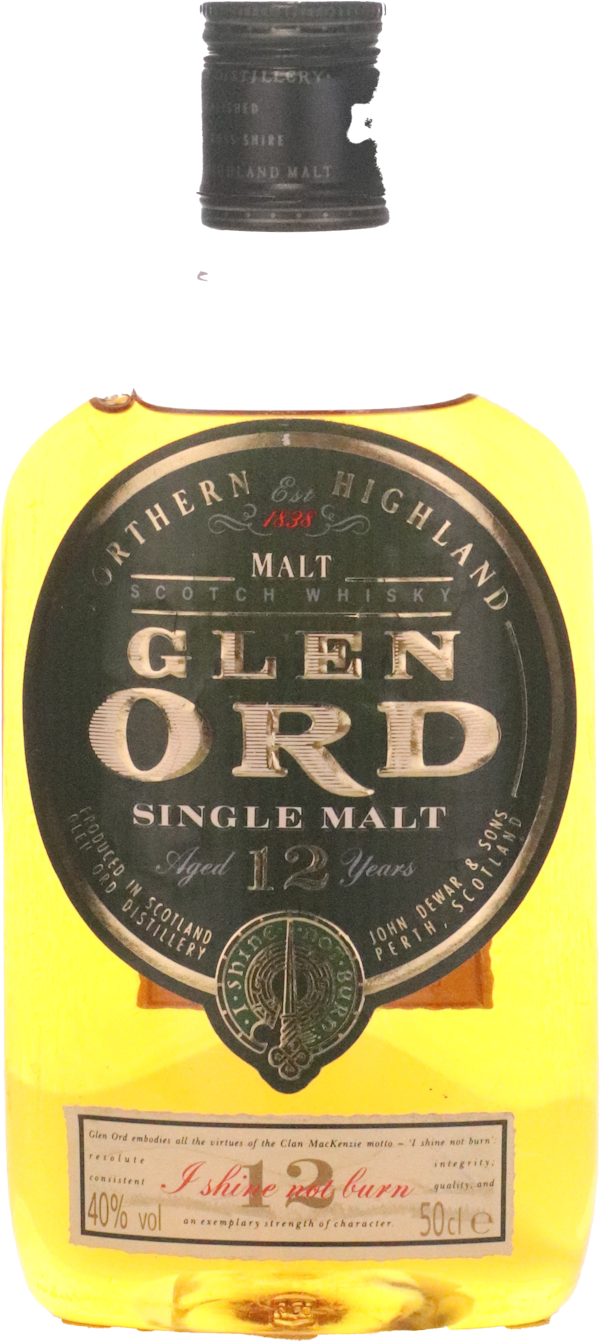 DISTILLERY
SHIRE
HIGHLAND MALT
NORTHERN HIGHLAND
Est
1838
MALT
SCOTCH WHISKY
GLEN
ORD
SINGLE MALT
Aged 12 Years
PRODUCED IN SCOTLAND
GLEN ORD DISTILLERY
JOHN DEWAR & SONS
PERTH, SCOTLAND
I · shine · not · BURN
Glen Ord embodies all the virtues of the Clan MacKenzie motto – 'I shine not burn':
resolute integrity,
consistent quality, and
12
I shine not burn
an exemplary strength of character.
40% vol
50cl e